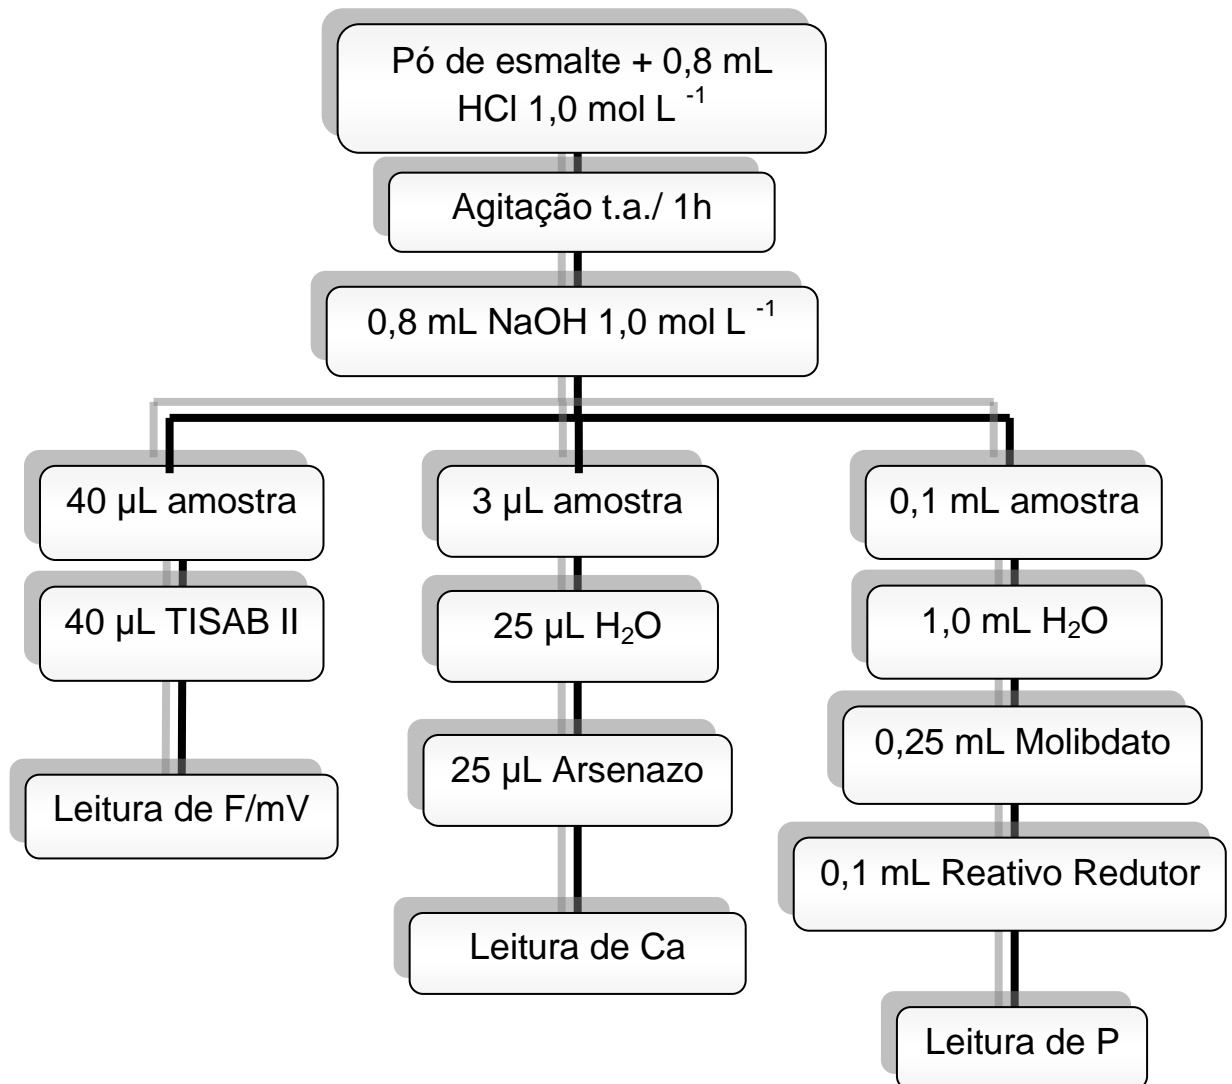 Pó de esmalte + 0,8 mL
HCl 1,0 mol L ⁻¹
Agitação t.a./ 1h
0,8 mL NaOH 1,0 mol L ⁻¹
40 µL amostra
40 µL TISAB II
Leitura de F/mV
3 µL amostra
25 µL H₂O
25 µL Arsenazo
Leitura de Ca
0,1 mL amostra
1,0 mL H₂O
0,25 mL Molibdato
0,1 mL Reativo Redutor
Leitura de P